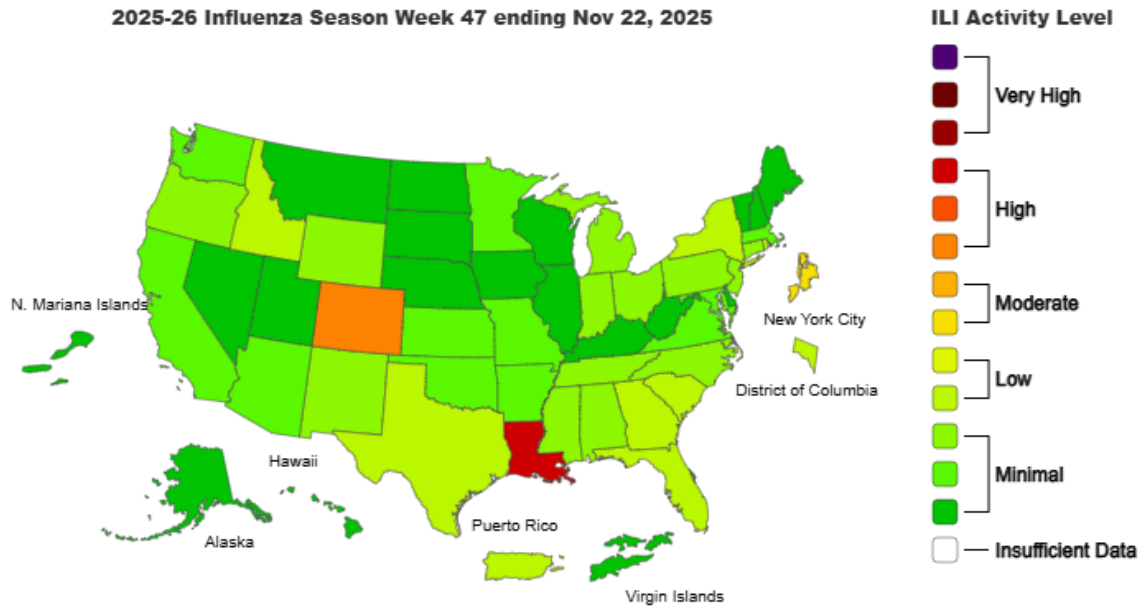 2025-26 Influenza Season Week 47 ending Nov 22, 2025
ILI Activity Level
Very High
High
Moderate
Low
Minimal
Insufficient Data
N. Mariana Islands
New York City
District of Columbia
Hawaii
Alaska
Puerto Rico
Virgin Islands